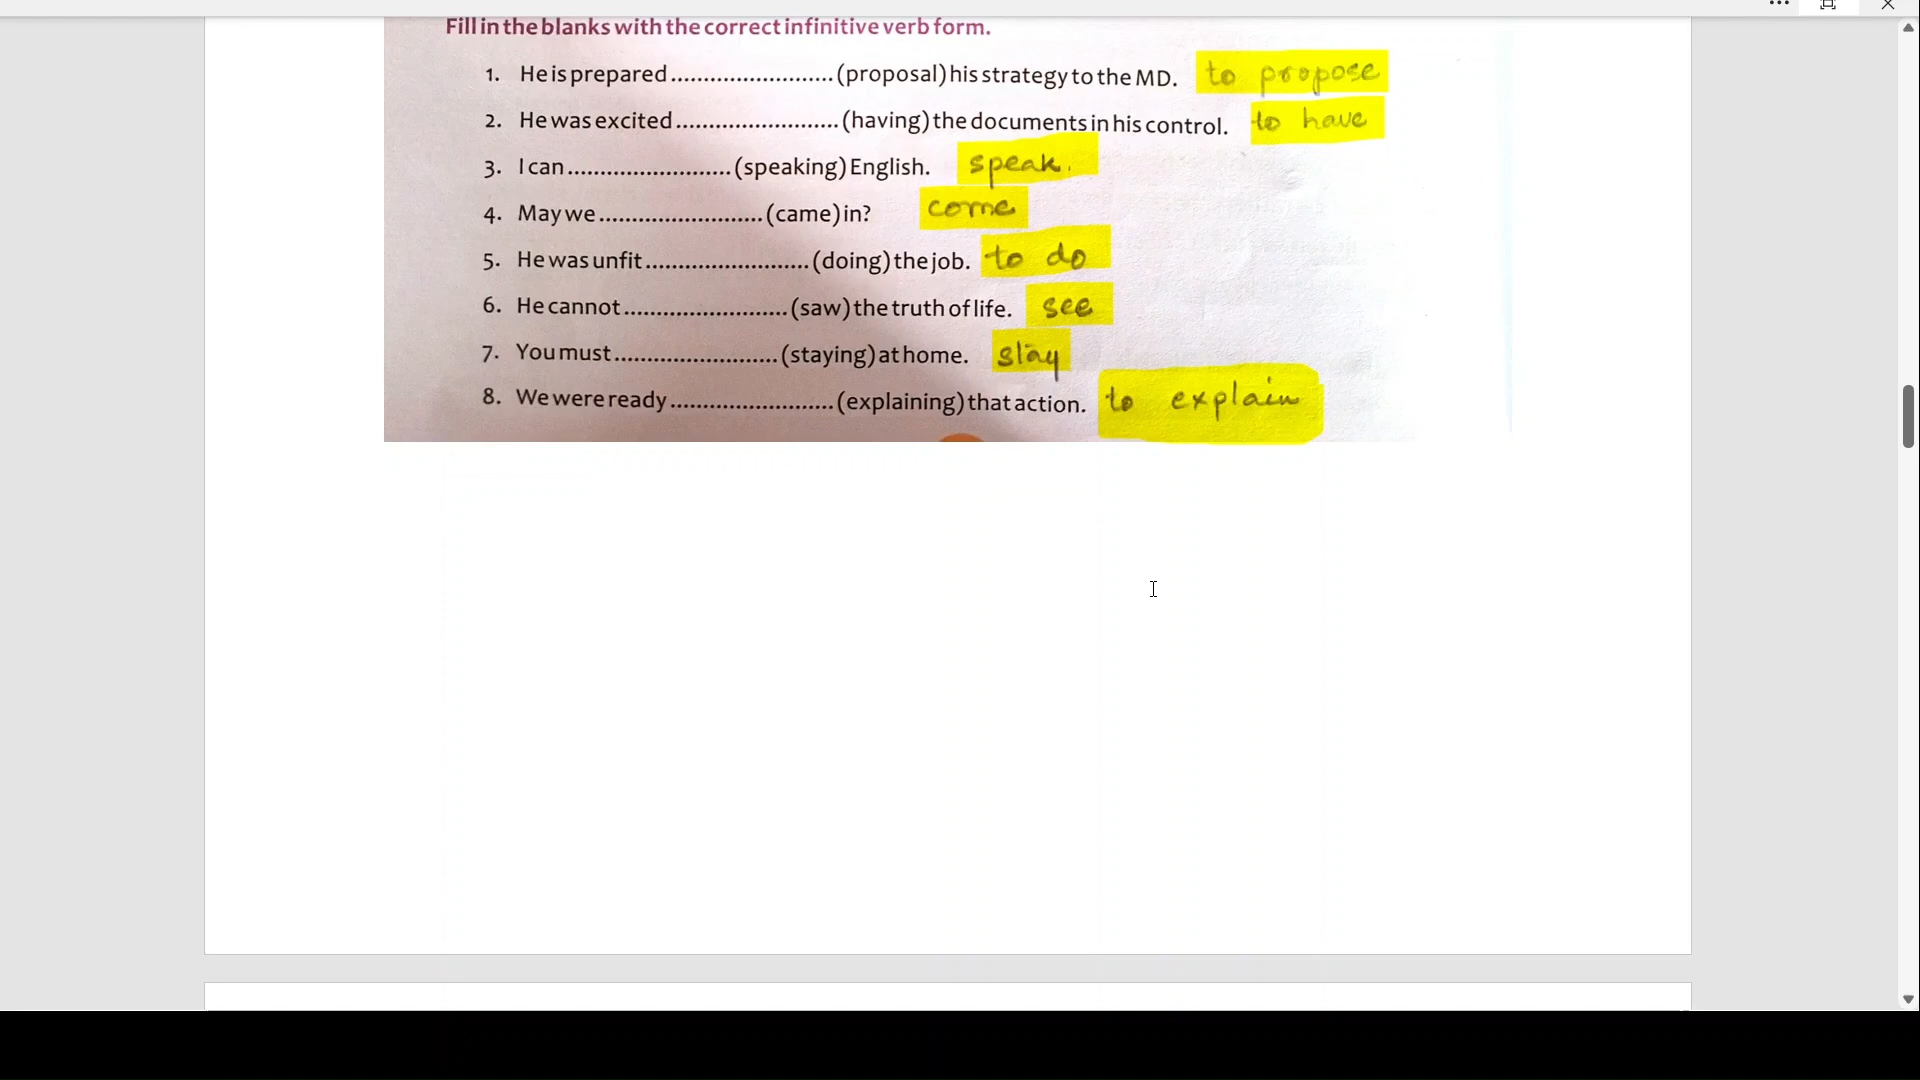 Fill in the blanks with the correct infinitive verb form.
1. He is prepared ......................... (proposal) his strategy to the MD. to propose
2. He was excited ......................... (having) the documents in his control. to have
3. I can ......................... (speaking) English. speak.
4. May we ......................... (came) in? come
5. He was unfit ......................... (doing) the job. to do
6. He cannot ......................... (saw) the truth of life. see
7. You must ......................... (staying) at home. stay
8. We were ready ......................... (explaining) that action. to explain